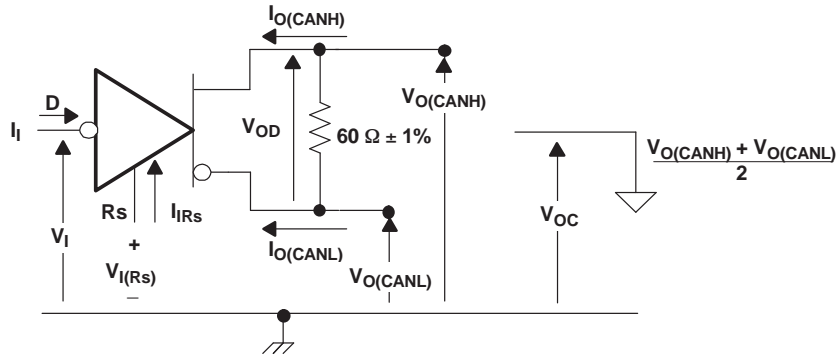 I_O(CANH)
D
I_I
V_OD
60 Ω ± 1%
V_O(CANH)
V_O(CANH) + V_O(CANL)
2
Rs
I_IRs
V_OC
V_I
+
V_I(Rs)
–
I_O(CANL)
V_O(CANL)